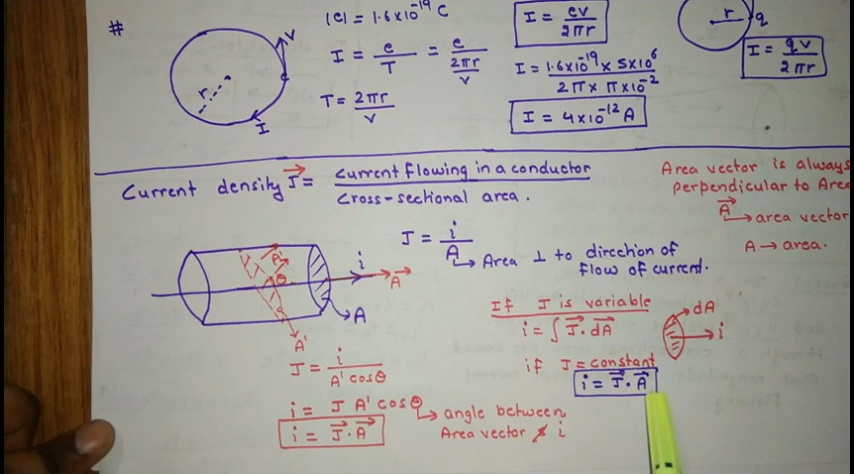 #
r
V
I
|e| = 1.6×10⁻¹⁹ C
I = e/T = e/(2πr/v)
T = 2πr/v
I = ev/2πr
I = 1.6×10⁻¹⁹ × 5×10⁶ / 2π × π×10⁻²
I = 4×10⁻¹² A
r
q
I = qv/2πr
Current density J⃗ = Current flowing in a conductor / Cross-sectional area.
Area vector is always
perpendicular to Area
A⃗ → area vector
A → area.
J = i/A
Area ⊥ to direction of
flow of current.
A⃗'
θ
i
A⃗
A
A'
J = i/A'cosθ
i = J A' cosθ → angle between
Area vector & i
i = J⃗·A⃗
If J is variable
i = ∫J⃗·dA⃗
dA
i
if J = constant
i = J⃗·A⃗